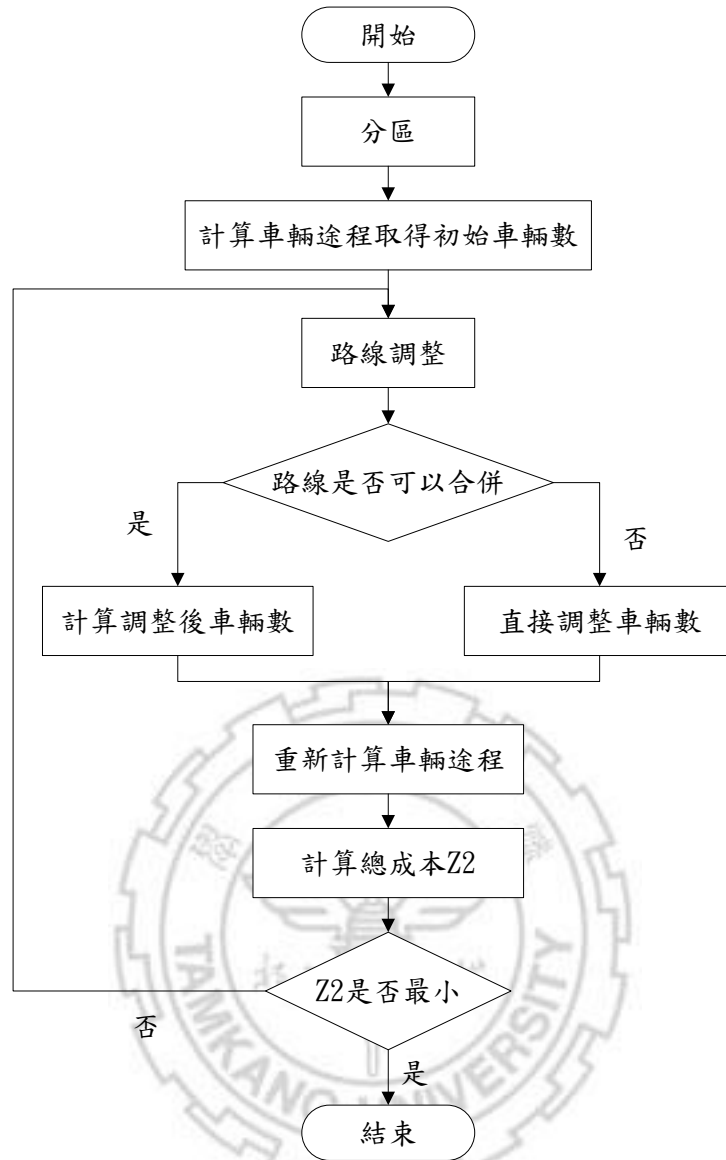 開始
分區
計算車輛途程取得初始車輛數
路線調整
路線是否可以合併
是
否
計算調整後車輛數
直接調整車輛數
重新計算車輛途程
計算總成本Z2
Z2是否最小
否
是
結束
TAMKANG UNIVERSITY